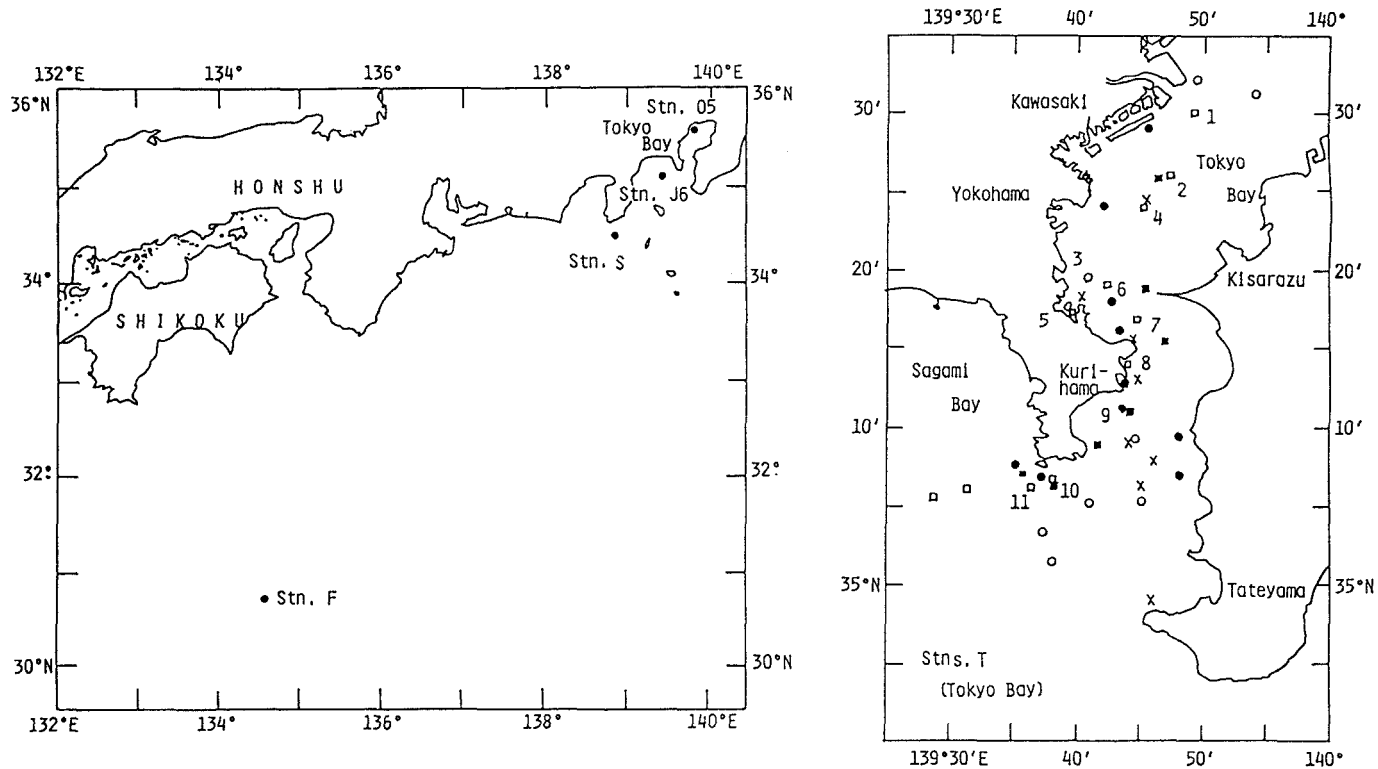 132°E 134° 136° 138° 140°E
36°N 36°N
Stn. 05
Tokyo
Bay
HONSHU
Stn. J6
Stn. S
34° 34°N
SHIKOKU
32° 32°N
Stn. F
30°N 30°N
132°E 134° 136° 138° 140°E
139°30'E 40' 50' 140°
Kawasaki
30' 1 30'
Tokyo
Bay
Yokohama 2
4
3
20' 20'
Kisarazu
6
5 7
Sagami
Bay
Kuri-
hama
8
10' 9 10'
10
11
35°N 35°N
Tateyama
Stns. T
(Tokyo Bay)
139°30'E 40' 50' 140°